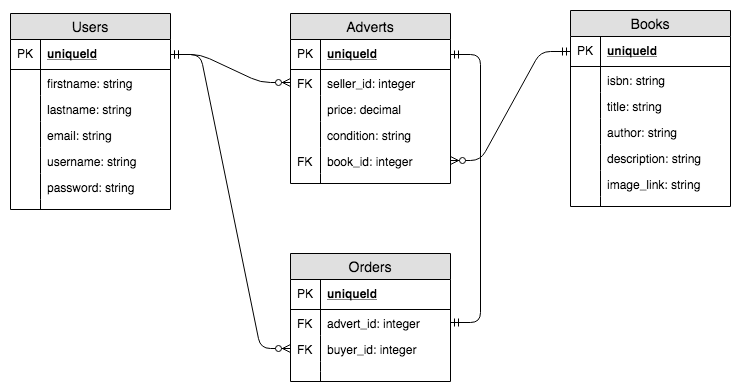 Users
PK uniqueId
firstname: string
lastname: string
email: string
username: string
password: string
Adverts
PK uniqueId
FK seller_id: integer
price: decimal
condition: string
FK book_id: integer
Books
PK uniqueId
isbn: string
title: string
author: string
description: string
image_link: string
Orders
PK uniqueId
FK advert_id: integer
FK buyer_id: integer